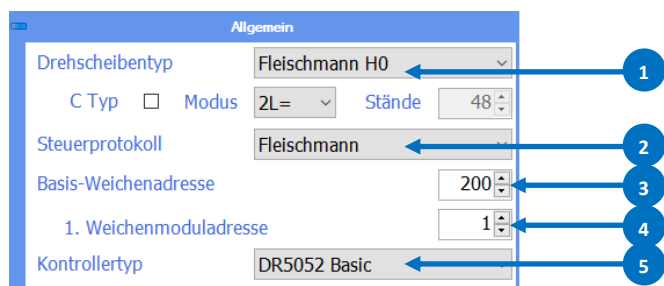 Allgemein
Drehscheibentyp Fleischmann H0 1
C Typ Modus 2L= Stände 48
Steuerprotokoll Fleischmann 2
Basis-Weichenadresse 200 3
1. Weichenmoduladresse 1 4
Kontrollertyp DR5052 Basic 5